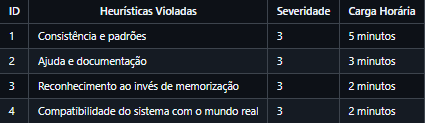 ID Heurísticas Violadas Severidade Carga Horária
1 Consistência e padrões 3 5 minutos
2 Ajuda e documentação 3 3 minutos
3 Reconhecimento ao invés de memorização 3 2 minutos
4 Compatibilidade do sistema com o mundo real 3 2 minutos